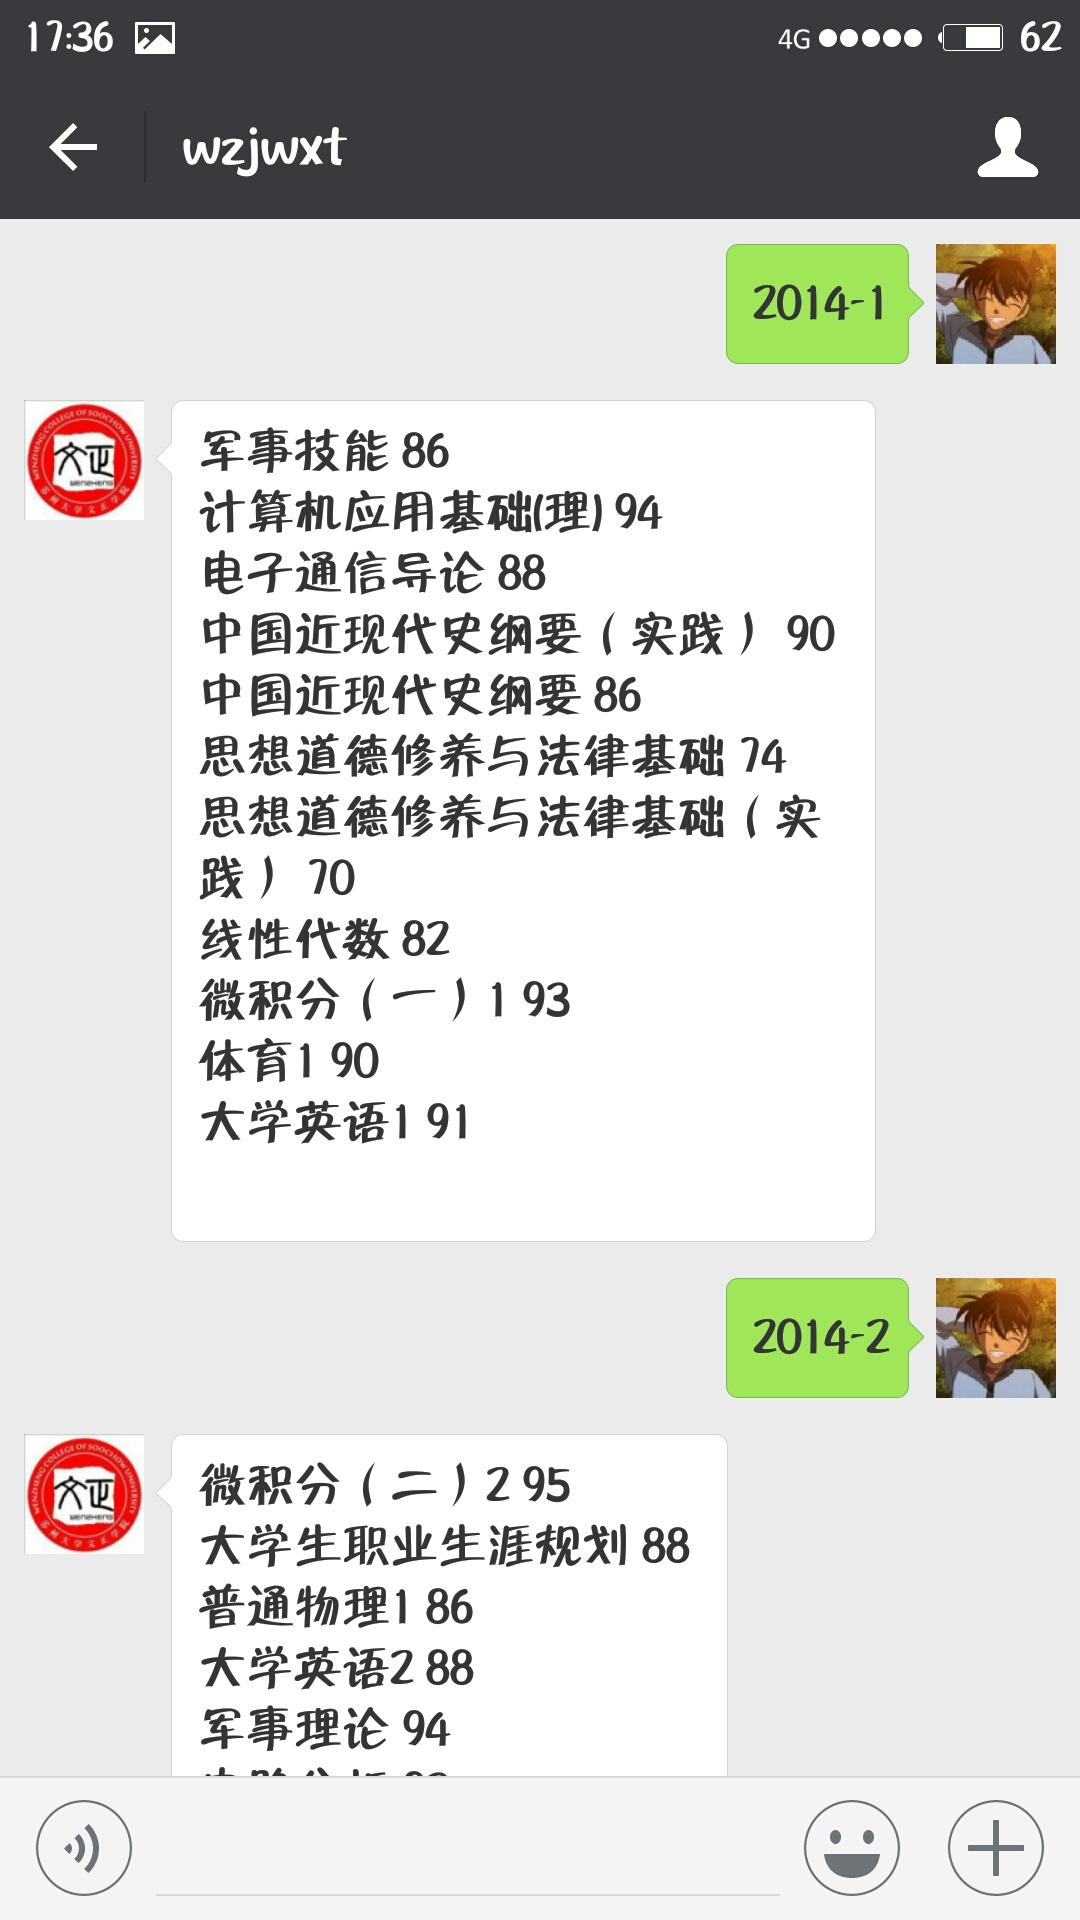 17:36
4G
62
wzjwxt
2014-1
军事技能 86
计算机应用基础(理) 94
电子通信导论 88
中国近现代史纲要（实践） 90
中国近现代史纲要 86
思想道德修养与法律基础 74
思想道德修养与法律基础（实
践） 70
线性代数 82
微积分（一）1 93
体育1 90
大学英语1 91
2014-2
微积分（二）2 95
大学生职业生涯规划 88
普通物理1 86
大学英语2 88
军事理论 94